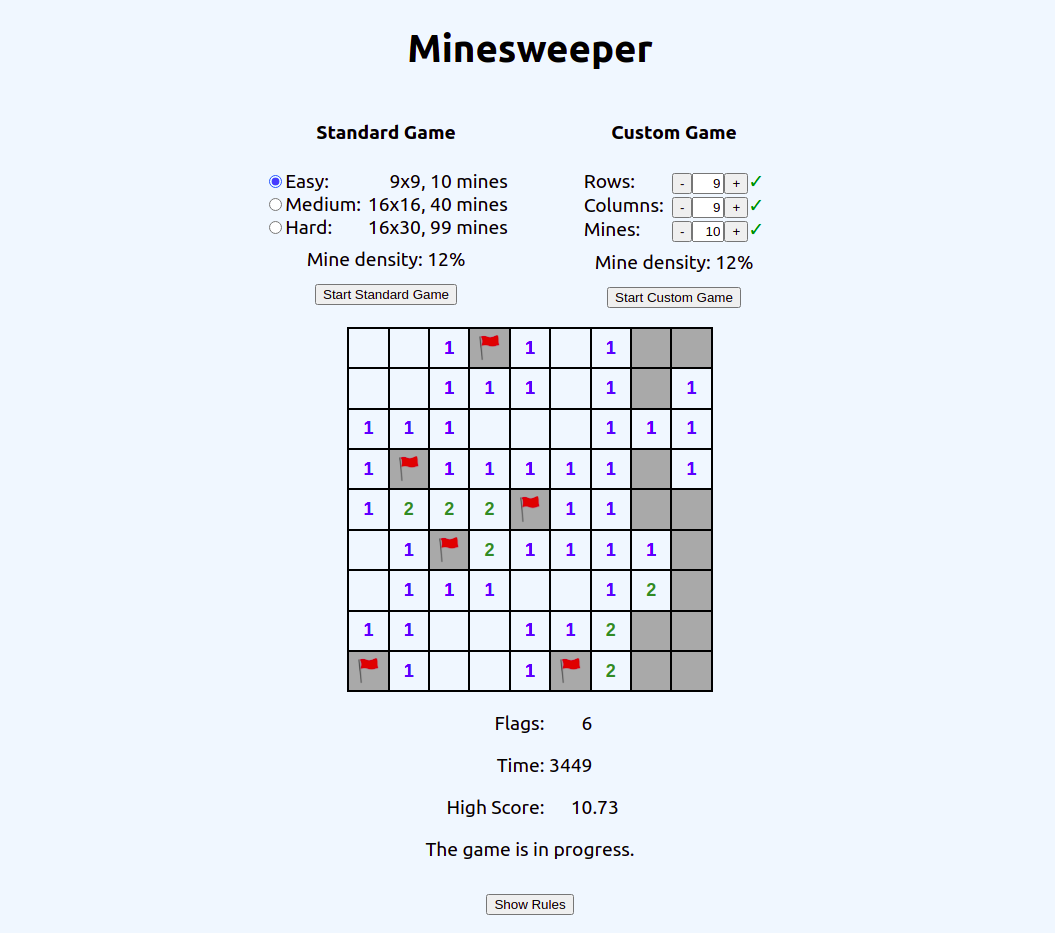 Minesweeper
Standard Game
Easy: 9x9, 10 mines
Medium: 16x16, 40 mines
Hard: 16x30, 99 mines
Mine density: 12%
Start Standard Game
Custom Game
Rows: - 9 + ✓
Columns: - 9 + ✓
Mines: - 10 + ✓
Mine density: 12%
Start Custom Game
1 1 1
1 1 1 1 1
1 1 1 1 1 1
1 1 1 1 1 1 1
1 2 2 2 1 1
1 2 1 1 1 1
1 1 1 1 2
1 1 1 1 2
1 1 2
Flags: 6
Time: 3449
High Score: 10.73
The game is in progress.
Show Rules